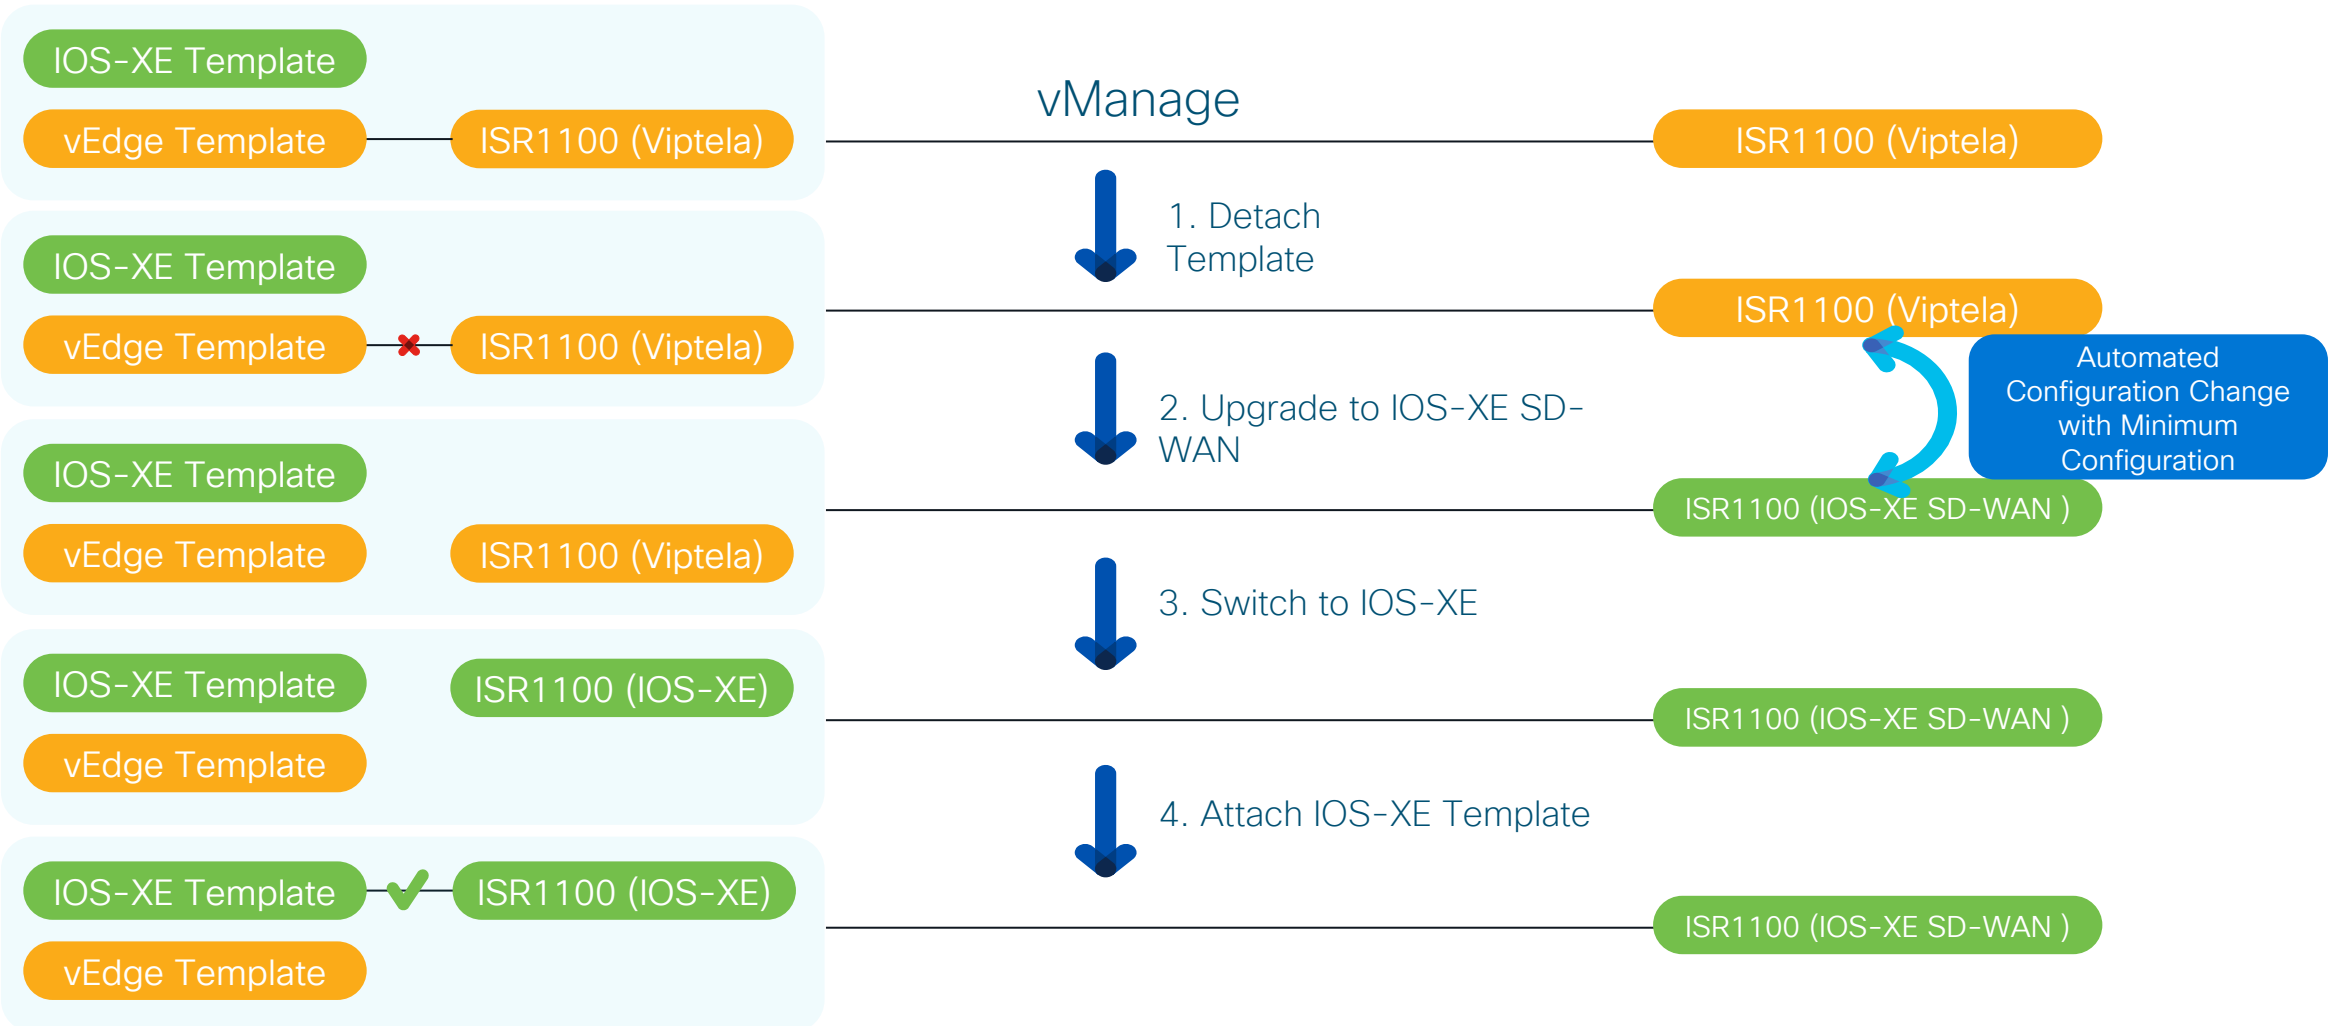 IOS-XE Template
vEdge Template
ISR1100 (Viptela)
vManage
ISR1100 (Viptela)
1. Detach
Template
IOS-XE Template
vEdge Template
ISR1100 (Viptela)
ISR1100 (Viptela)
Automated
Configuration Change
with Minimum
Configuration
2. Upgrade to IOS-XE SD-
WAN
IOS-XE Template
vEdge Template
ISR1100 (Viptela)
ISR1100 (IOS-XE SD-WAN )
3. Switch to IOS-XE
IOS-XE Template
ISR1100 (IOS-XE)
vEdge Template
ISR1100 (IOS-XE SD-WAN )
4. Attach IOS-XE Template
IOS-XE Template
ISR1100 (IOS-XE)
vEdge Template
ISR1100 (IOS-XE SD-WAN )